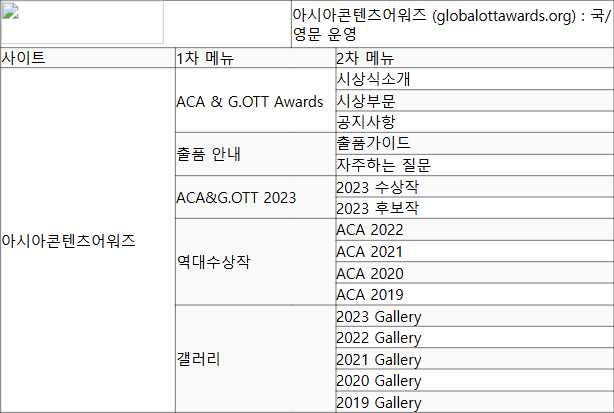 아시아콘텐츠어워즈 (globalottawards.org) : 국/
영문 운영
사이트 1차 메뉴 2차 메뉴
아시아콘텐츠어워즈
ACA & G.OTT Awards
시상식소개
시상부문
공지사항
출품 안내
출품가이드
자주하는 질문
ACA&G.OTT 2023
2023 수상작
2023 후보작
역대수상작
ACA 2022
ACA 2021
ACA 2020
ACA 2019
갤러리
2023 Gallery
2022 Gallery
2021 Gallery
2020 Gallery
2019 Gallery